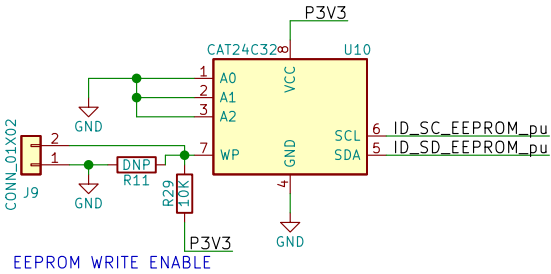 P3V3
CAT24C32
8
U10
1 A0
VCC
2 A1
3 A2
GND
CONN_01X02
2
1
SCL 6 ID_SC_EEPROM_pu
SDA 5 ID_SD_EEPROM_pu
7 WP
GND
DNP
R11
J9
GND
R29
10K
4
P3V3
GND
EEPROM WRITE ENABLE